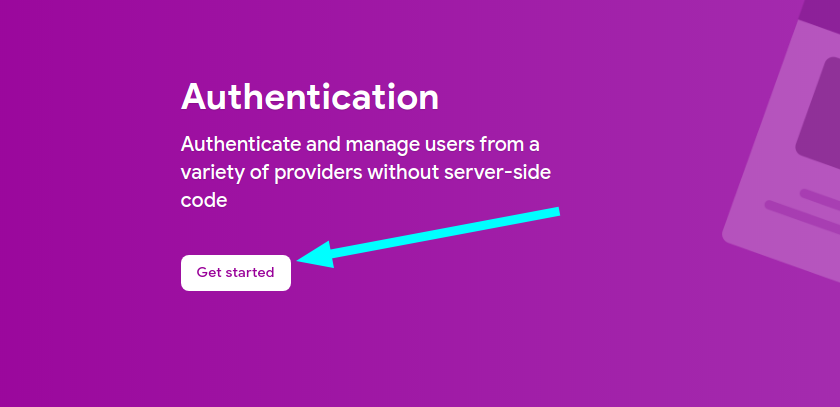 Authentication
Authenticate and manage users from a
variety of providers without server-side
code
Get started